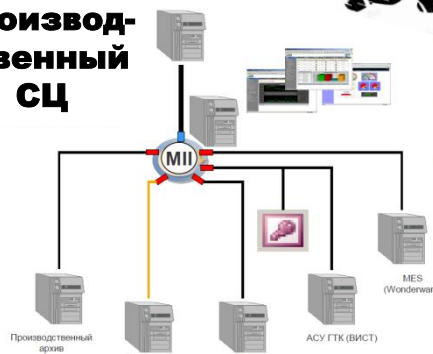 оизвод-
венный
СЦ
MII
MES
(Wonderwar
Производственный
архив
АСУ ГТК (ВИСТ)